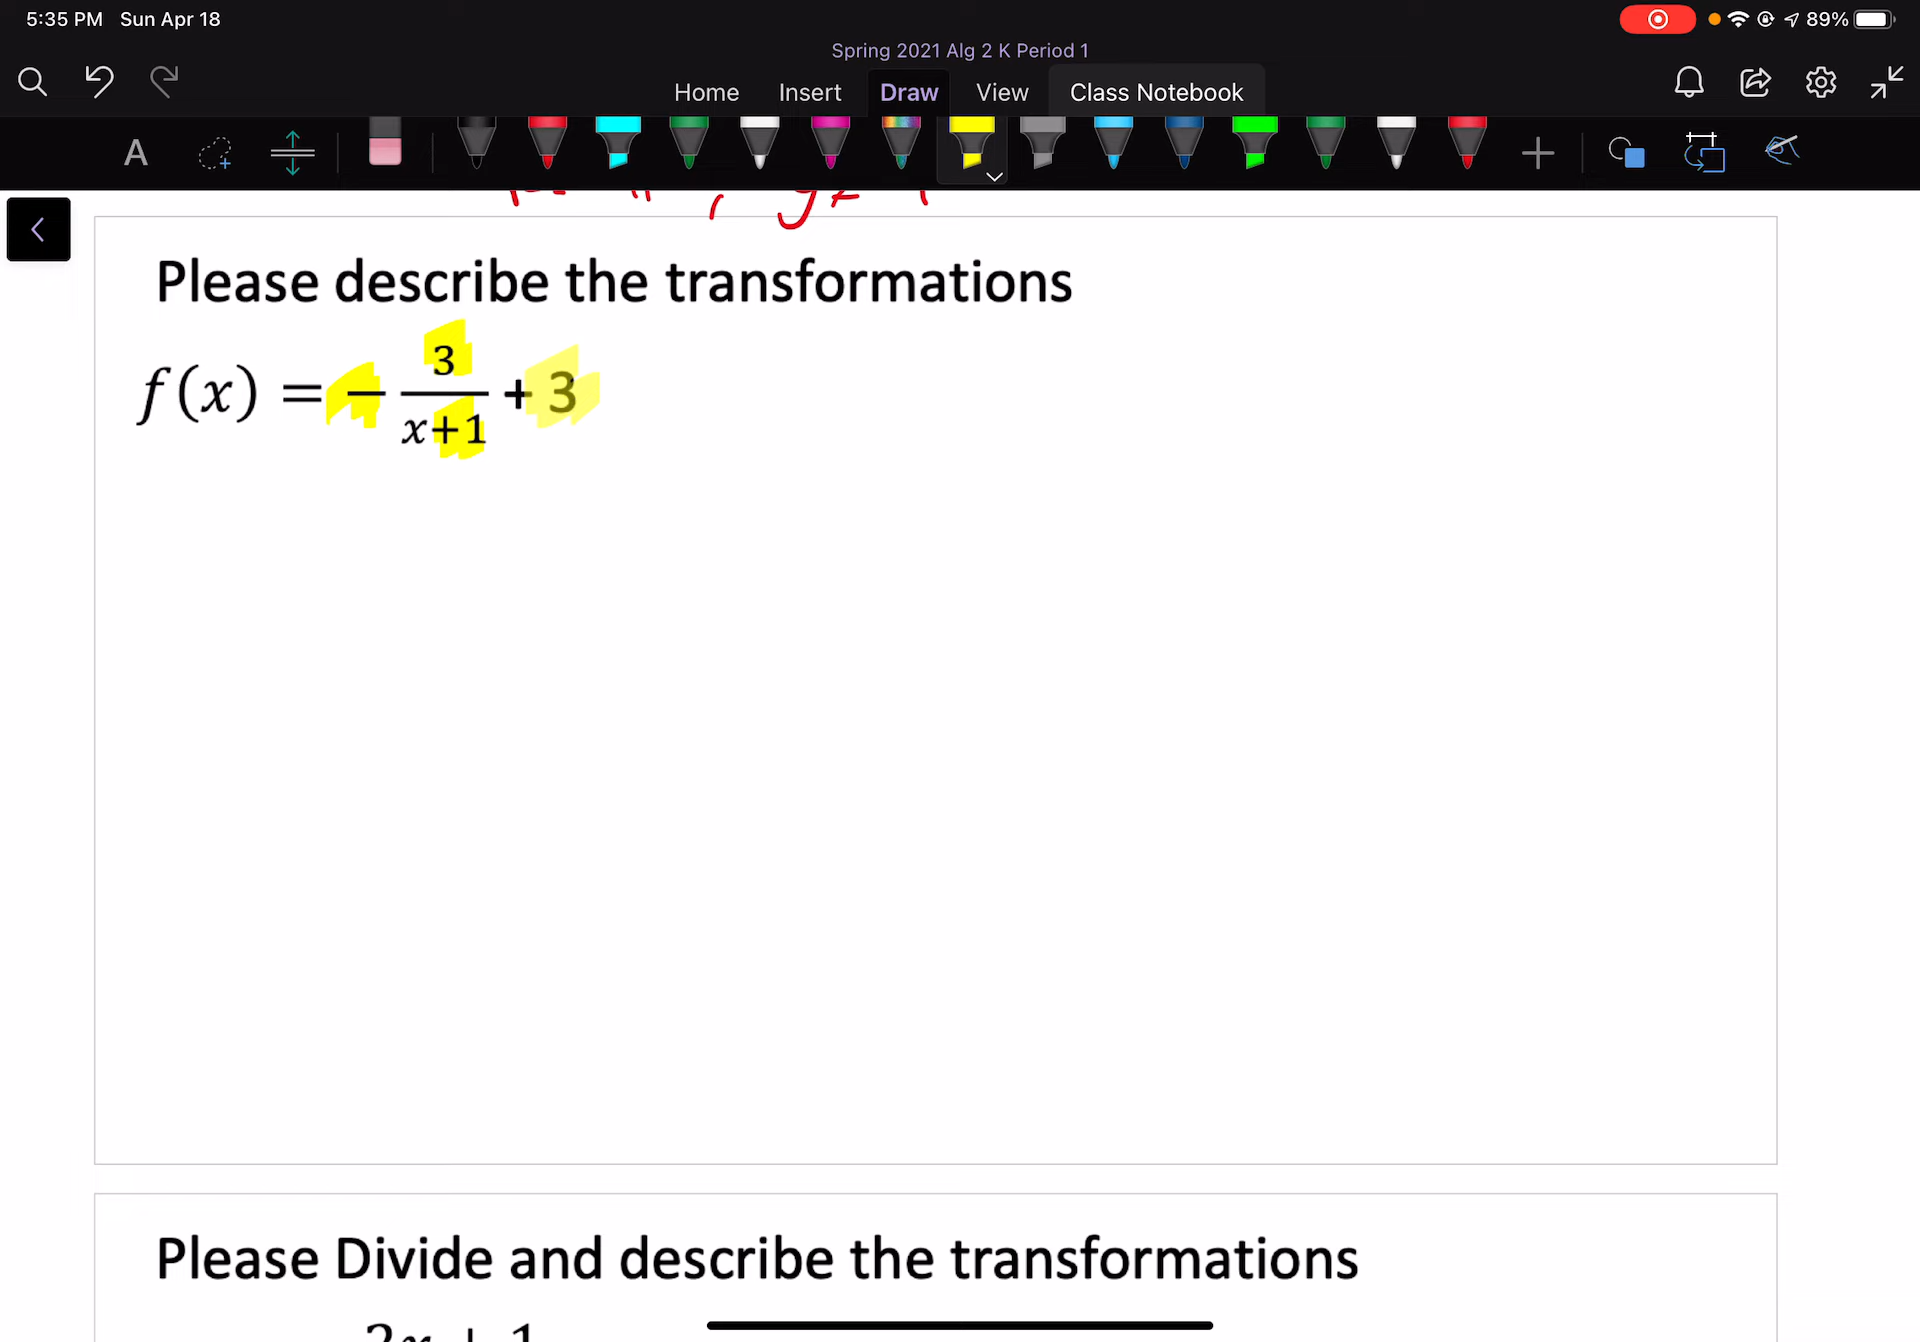 5:35 PM Sun Apr 18 89%
Spring 2021 Alg 2 K Period 1
Home Insert Draw View Class Notebook
A
Please describe the transformations
f(x) = − 3/(x+1) + 3
Please Divide and describe the transformations